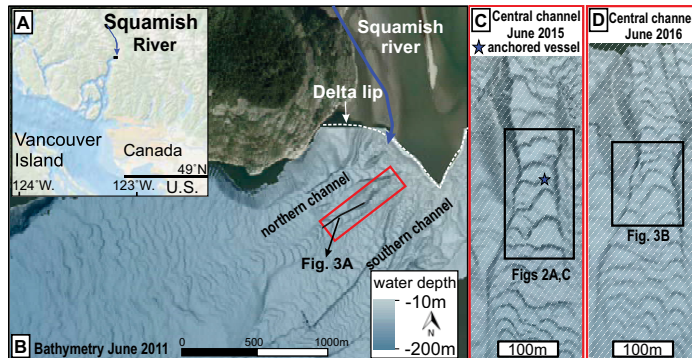 A
Squamish
River
Vancouver
Island
Canada
49°N
U.S.
124°W.
123°W.
Squamish
river
Delta lip
northern channel
southern channel
Fig. 3A
water depth
-10m
N
-200m
B Bathymetry June 2011
0
500
1000m
C Central channel
June 2015
anchored vessel
Figs 2A,C
100m
D Central channel
June 2016
Fig. 3B
100m